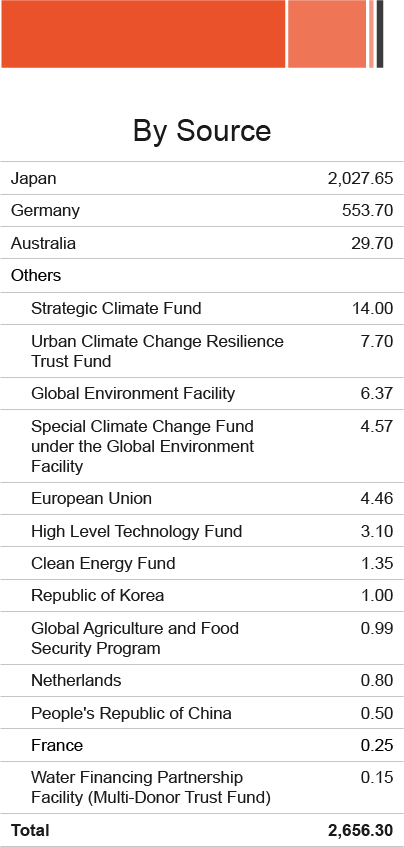 By Source
Japan 2,027.65
Germany 553.70
Australia 29.70
Others
Strategic Climate Fund 14.00
Urban Climate Change Resilience 7.70
Trust Fund
Global Environment Facility 6.37
Special Climate Change Fund 4.57
under the Global Environment
Facility
European Union 4.46
High Level Technology Fund 3.10
Clean Energy Fund 1.35
Republic of Korea 1.00
Global Agriculture and Food 0.99
Security Program
Netherlands 0.80
People's Republic of China 0.50
France 0.25
Water Financing Partnership 0.15
Facility (Multi-Donor Trust Fund)
Total 2,656.30